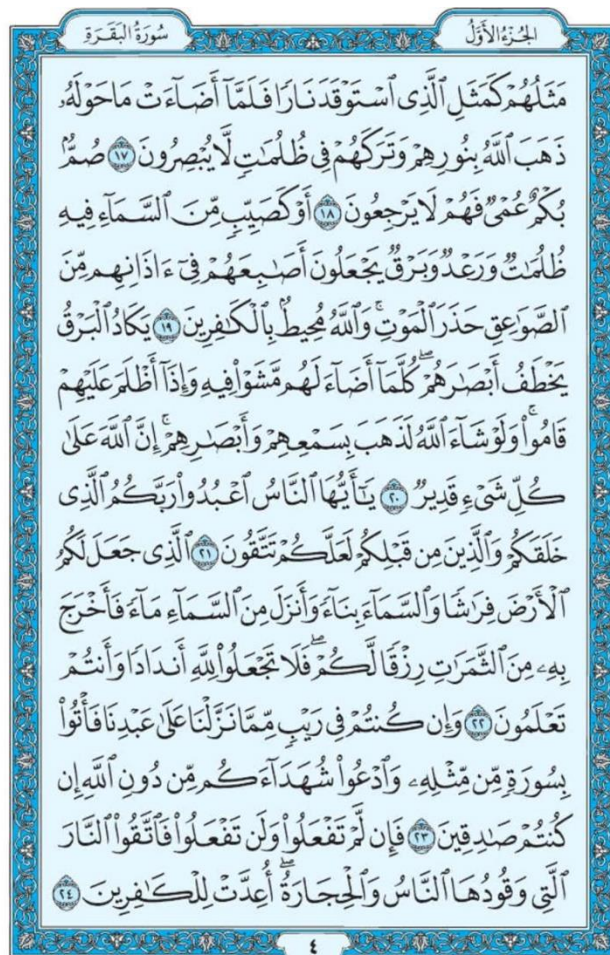 الجُزْءُ الأَوَّلُ
سُورَةُ البَقَرَةِ
مَثَلُهُمْ كَمَثَلِ ٱلَّذِى ٱسْتَوْقَدَ نَارًا فَلَمَّآ أَضَآءَتْ مَا حَوْلَهُۥ
ذَهَبَ ٱللَّهُ بِنُورِهِمْ وَتَرَكَهُمْ فِى ظُلُمَٰتٍ لَّا يُبْصِرُونَ ١٧ صُمٌّۢ
بُكْمٌ عُمْىٌ فَهُمْ لَا يَرْجِعُونَ ١٨ أَوْ كَصَيِّبٍ مِّنَ ٱلسَّمَآءِ فِيهِ
ظُلُمَٰتٌ وَرَعْدٌ وَبَرْقٌ يَجْعَلُونَ أَصَٰبِعَهُمْ فِىٓ ءَاذَانِهِم مِّنَ
ٱلصَّوَٰعِقِ حَذَرَ ٱلْمَوْتِ ۚ وَٱللَّهُ مُحِيطٌۢ بِٱلْكَٰفِرِينَ ١٩ يَكَادُ ٱلْبَرْقُ
يَخْطَفُ أَبْصَٰرَهُمْ ۖ كُلَّمَآ أَضَآءَ لَهُم مَّشَوْا۟ فِيهِ وَإِذَآ أَظْلَمَ عَلَيْهِمْ
قَامُوا۟ ۚ وَلَوْ شَآءَ ٱللَّهُ لَذَهَبَ بِسَمْعِهِمْ وَأَبْصَٰرِهِمْ ۚ إِنَّ ٱللَّهَ عَلَىٰ
كُلِّ شَىْءٍ قَدِيرٌ ٢٠ يَٰٓأَيُّهَا ٱلنَّاسُ ٱعْبُدُوا۟ رَبَّكُمُ ٱلَّذِى
خَلَقَكُمْ وَٱلَّذِينَ مِن قَبْلِكُمْ لَعَلَّكُمْ تَتَّقُونَ ٢١ ٱلَّذِى جَعَلَ لَكُمُ
ٱلْأَرْضَ فِرَٰشًا وَٱلسَّمَآءَ بِنَآءً وَأَنزَلَ مِنَ ٱلسَّمَآءِ مَآءً فَأَخْرَجَ
بِهِۦ مِنَ ٱلثَّمَرَٰتِ رِزْقًا لَّكُمْ ۖ فَلَا تَجْعَلُوا۟ لِلَّهِ أَندَادًا وَأَنتُمْ
تَعْلَمُونَ ٢٢ وَإِن كُنتُمْ فِى رَيْبٍ مِّمَّا نَزَّلْنَا عَلَىٰ عَبْدِنَا فَأْتُوا۟
بِسُورَةٍ مِّن مِّثْلِهِۦ وَٱدْعُوا۟ شُهَدَآءَكُم مِّن دُونِ ٱللَّهِ إِن
كُنتُمْ صَٰدِقِينَ ٢٣ فَإِن لَّمْ تَفْعَلُوا۟ وَلَن تَفْعَلُوا۟ فَٱتَّقُوا۟ ٱلنَّارَ
ٱلَّتِى وَقُودُهَا ٱلنَّاسُ وَٱلْحِجَارَةُ ۖ أُعِدَّتْ لِلْكَٰفِرِينَ ٢٤
٤